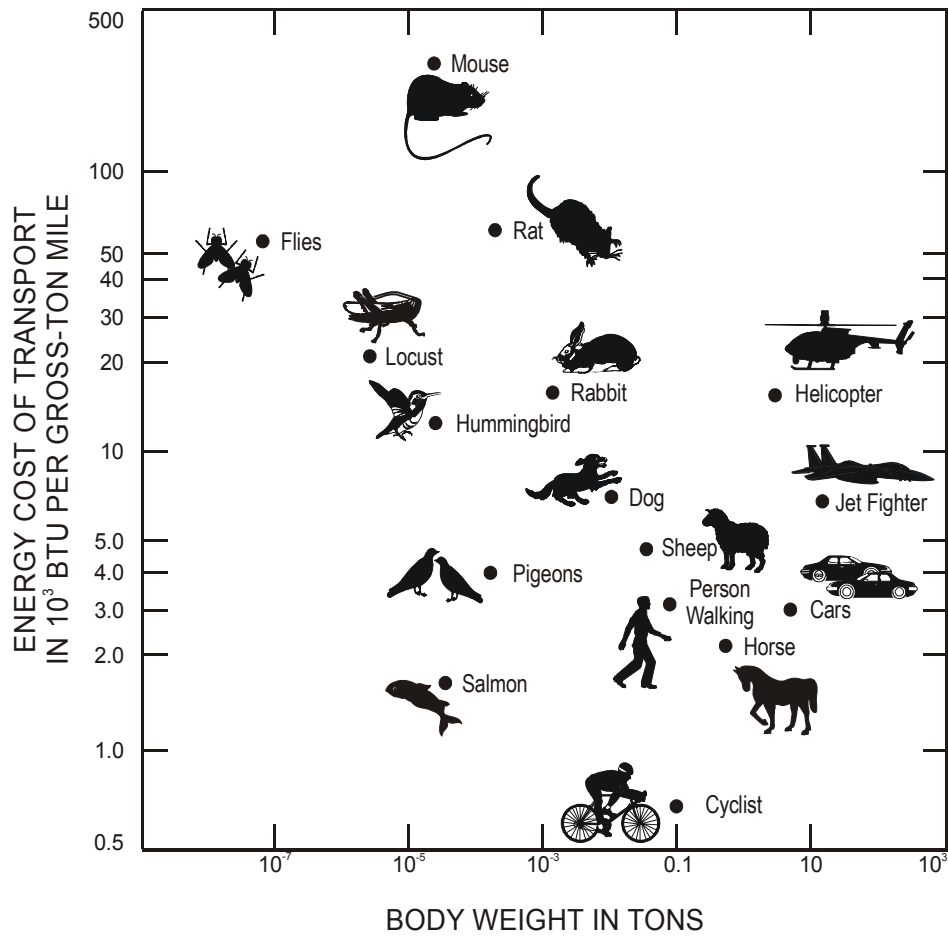 500
Mouse
100
Rat
Flies
50
40
30
20
Locust
Rabbit
Helicopter
Hummingbird
10
Dog
Jet Fighter
5.0
Sheep
4.0
Pigeons
Person
Walking
3.0
Cars
Horse
2.0
Salmon
1.0
Cyclist
0.5
10⁻⁷
10⁻⁵
10⁻³
0.1
10
10³
ENERGY COST OF TRANSPORT
IN 10³ BTU PER GROSS-TON MILE
BODY WEIGHT IN TONS